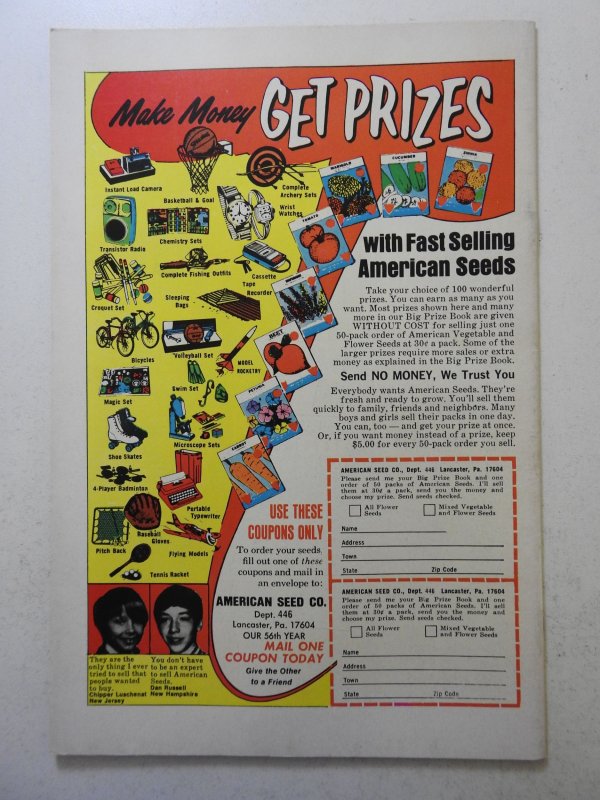 Make Money GET PRIZES
Instant Load Camera
Basketball & Goal
Complete
Archery Sets
Wrist
Watches
Transistor Radio
Chemistry Sets
Complete Fishing Outfits
Cassette
Tape
Recorder
Croquet Set
Sleeping
Bags
Bicycles
Volleyball Set
MODEL
ROCKETRY
Magic Set
Swim Set
Shoe Skates
Microscope Sets
4-Player Badminton
Portable
Typewriter
Pitch Back
Baseball
Gloves
Flying Models
Tennis Racket
MARIGOLD
CUCUMBER
ZINNIA
TOMATO
BEET
PETUNIA
CARROT
with Fast Selling
American Seeds
Take your choice of 100 wonderful
prizes. You can earn as many as you
want. Most prizes shown here and many
more in our Big Prize Book are given
WITHOUT COST for selling just one
50-pack order of American Vegetable and
Flower Seeds at 30¢ a pack. Some of the
larger prizes require more sales or extra
money as explained in the Big Prize Book.
Send NO MONEY, We Trust You
Everybody wants American Seeds. They're
fresh and ready to grow. You'll sell them
quickly to family, friends and neighbors. Many
boys and girls sell their packs in one day.
You can, too — and get your prize at once.
Or, if you want money instead of a prize, keep
$5.00 for every 50-pack order you sell.
USE THESE
COUPONS ONLY
To order your seeds,
fill out one of these
coupons and mail in
an envelope to:
AMERICAN SEED CO.
Dept. 446
Lancaster, Pa. 17604
OUR 56th YEAR
MAIL ONE
COUPON TODAY
Give the Other
to a Friend
They are the
only thing I ever
tried to sell that
people wanted
to buy.
Chipper Luschenat
New Jersey
You don't have
to be an expert
to sell American
Seeds.
Dan Russell
New Hampshire
AMERICAN SEED CO., Dept. 446 Lancaster, Pa. 17604
Please send me your Big Prize Book and one
order of 50 packs of American Seeds. I'll sell
them at 30¢ a pack, send you the money and
choose my prize. Send seeds checked.
All Flower
Seeds
Mixed Vegetable
and Flower Seeds
Name
Address
Town
State Zip Code
AMERICAN SEED CO., Dept. 446 Lancaster, Pa. 17604
Please send me your Big Prize Book and one
order of 50 packs of American Seeds. I'll sell
them at 30¢ a pack, send you the money and
choose my prize. Send seeds checked.
All Flower
Seeds
Mixed Vegetable
and Flower Seeds
Name
Address
Town
State Zip Code